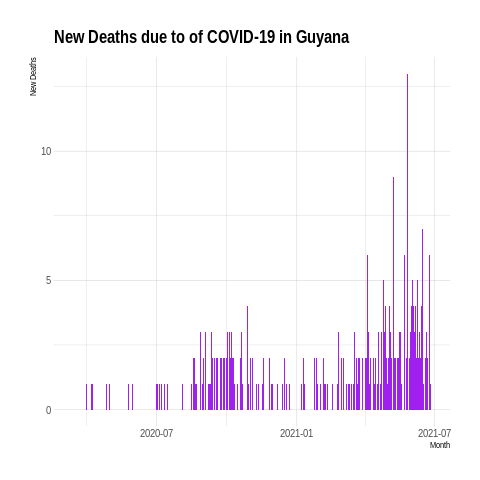 New Deaths due to of COVID-19 in Guyana
New Deaths
10
5
0
2020-07
2021-01
2021-07
Month